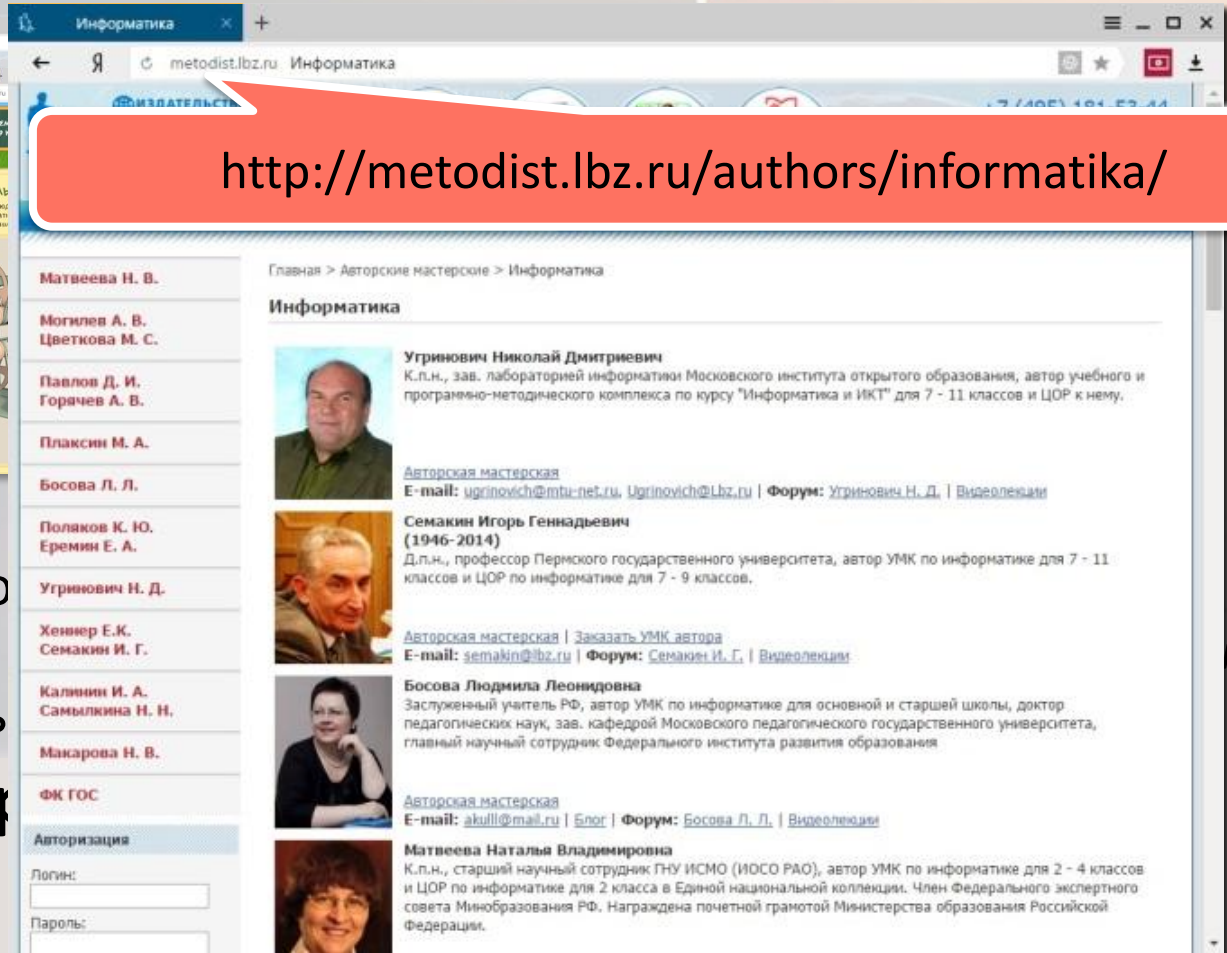 Информатика
metodist.lbz.ru Информатика
http://metodist.lbz.ru/authors/informatika/
Главная > Авторские мастерские > Информатика
Информатика
Матвеева Н. В.
Могилев А. В.
Цветкова М. С.
Павлов Д. И.
Горячев А. В.
Плаксин М. А.
Босова Л. Л.
Поляков К. Ю.
Еремин Е. А.
Угринович Н. Д.
Хеннер Е.К.
Семакин И. Г.
Калинин И. А.
Самылкина Н. Н.
Макарова Н. В.
ФК ГОС
Авторизация
Логин:
Пароль:
Угринович Николай Дмитриевич
К.п.н., зав. лабораторией информатики Московского института открытого образования, автор учебного и
программно-методического комплекса по курсу "Информатика и ИКТ" для 7 - 11 классов и ЦОР к нему.
Авторская мастерская
E-mail: ugrinovich@mtu-net.ru, Ugrinovich@Lbz.ru | Форум: Угринович Н. Д. | Видеолекции
Семакин Игорь Геннадьевич
(1946-2014)
Д.п.н., профессор Пермского государственного университета, автор УМК по информатике для 7 - 11
классов и ЦОР по информатике для 7 - 9 классов.
Авторская мастерская | Заказать УМК автора
E-mail: semakin@lbz.ru | Форум: Семакин И. Г. | Видеолекции
Босова Людмила Леонидовна
Заслуженный учитель РФ, автор УМК по информатике для основной и старшей школы, доктор
педагогических наук, зав. кафедрой Московского педагогического государственного университета,
главный научный сотрудник Федерального института развития образования
Авторская мастерская
E-mail: akulll@mail.ru | Блог | Форум: Босова Л. Л. | Видеолекции
Матвеева Наталья Владимировна
К.п.н., старший научный сотрудник ГНУ ИСМО (ИОСО РАО), автор УМК по информатике для 2 - 4 классов
и ЦОР по информатике для 2 класса в Единой национальной коллекции. Член Федерального экспертного
совета Минобразования РФ. Награждена почетной грамотой Министерства образования Российской
Федерации.